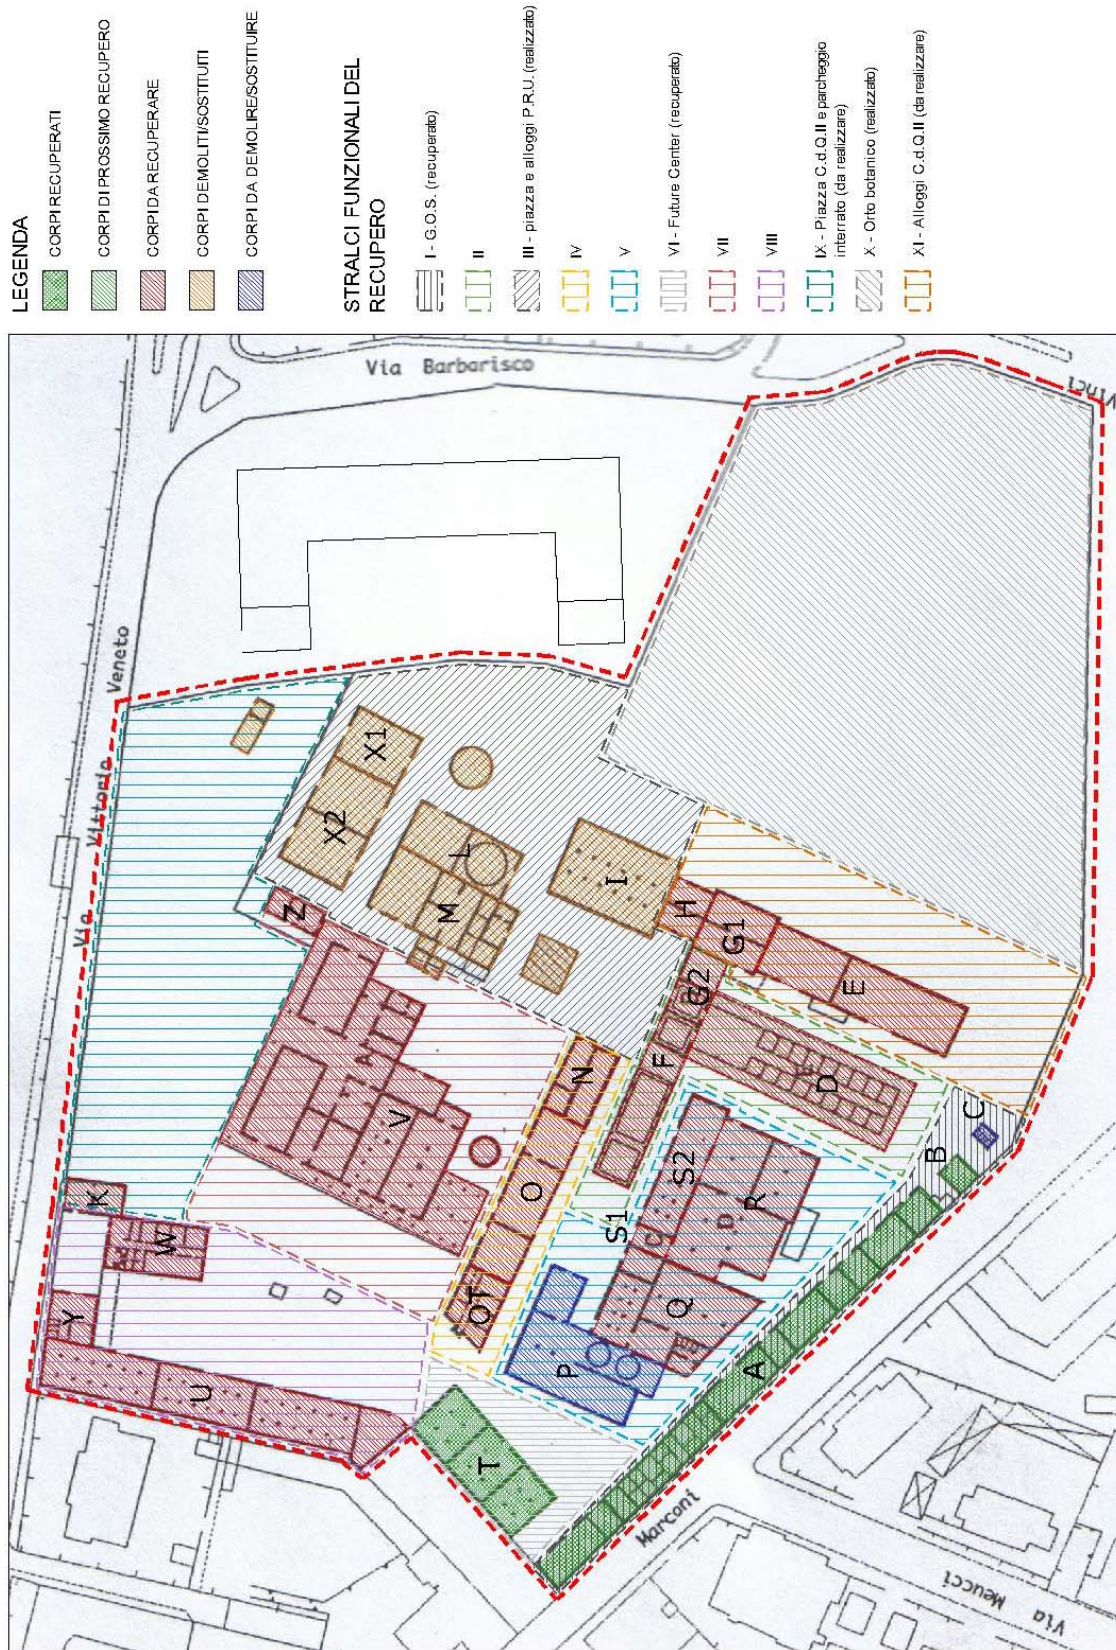 LEGENDA
CORPI RECUPERATI
CORPI DI PROSSIMO RECUPERO
CORPI DA RECUPERARE
CORPI DEMOLITI/SOSTITUITI
CORPI DA DEMOLIRE/SOSTITUIRE
STRALCI FUNZIONALI DEL
RECUPERO
I - G.O.S. (recuperato)
II
III - piazza e alloggi P.R.U. (realizzato)
IV
V
VI - Future Center (recuperato)
VII
VIII
IX - Piazza C.d.Q.II e parcheggio
interrato (da realizzare)
X - Orto botanico (realizzato)
XI - Alloggi C.d.Q.II (da realizzare)
Via Vittorio Veneto
Via Barbarisco
Vinci
Marconi
Via Meucci
X1
X2
L
M
I
Z
H
G1
G2
E
F
D
N
O
V
K
W
Y
U
S1
S2
R
Q
P
T
A
B
C